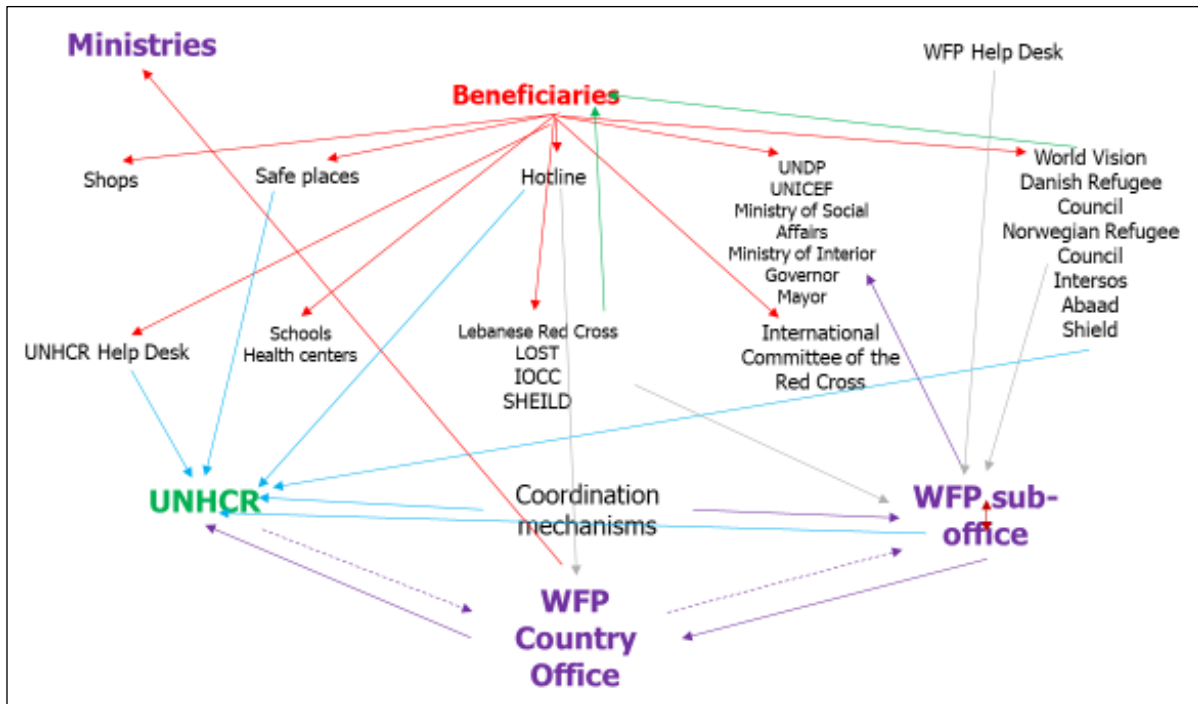 Ministries
WFP Help Desk
Beneficiaries
Shops
Safe places
Hotline
UNDP
UNICEF
Ministry of Social
Affairs
Ministry of Interior
Governor
Mayor
World Vision
Danish Refugee
Council
Norwegian Refugee
Council
Intersos
Abaad
Shield
UNHCR Help Desk
Schools
Health centers
Lebanese Red Cross
LOST
IOCC
SHEILD
International
Committee of the
Red Cross
UNHCR
Coordination
mechanisms
WFP sub-
office
WFP
Country
Office